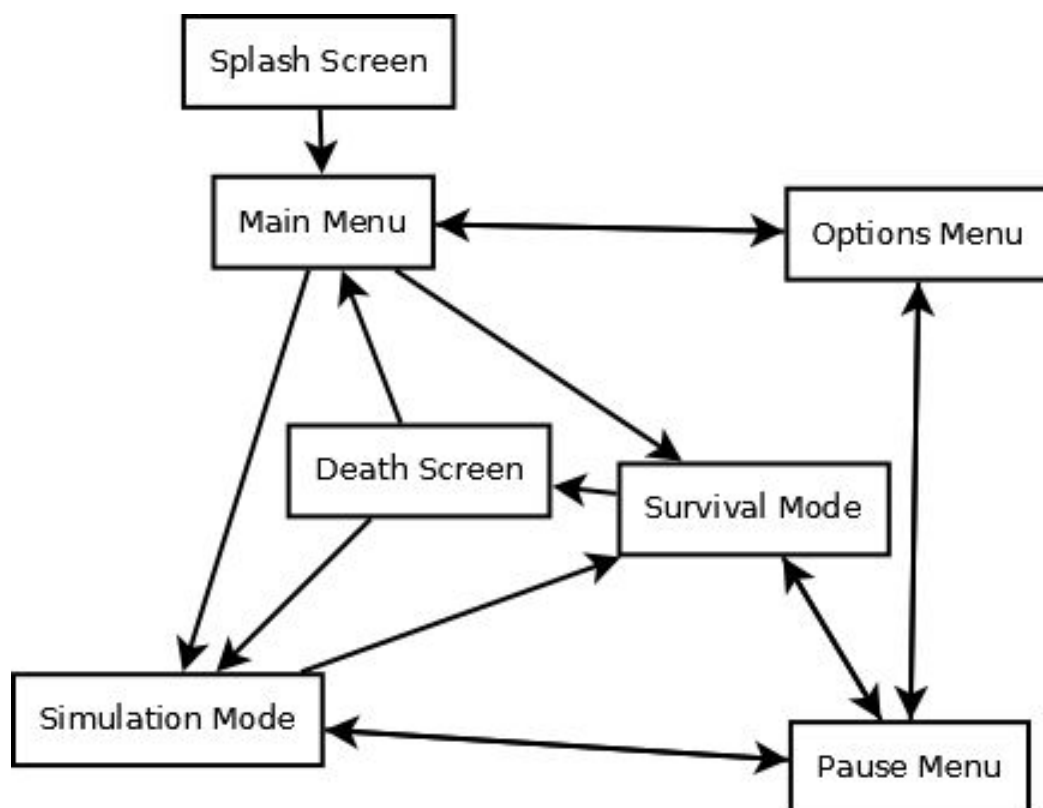 Splash Screen
Main Menu
Options Menu
Death Screen
Survival Mode
Simulation Mode
Pause Menu